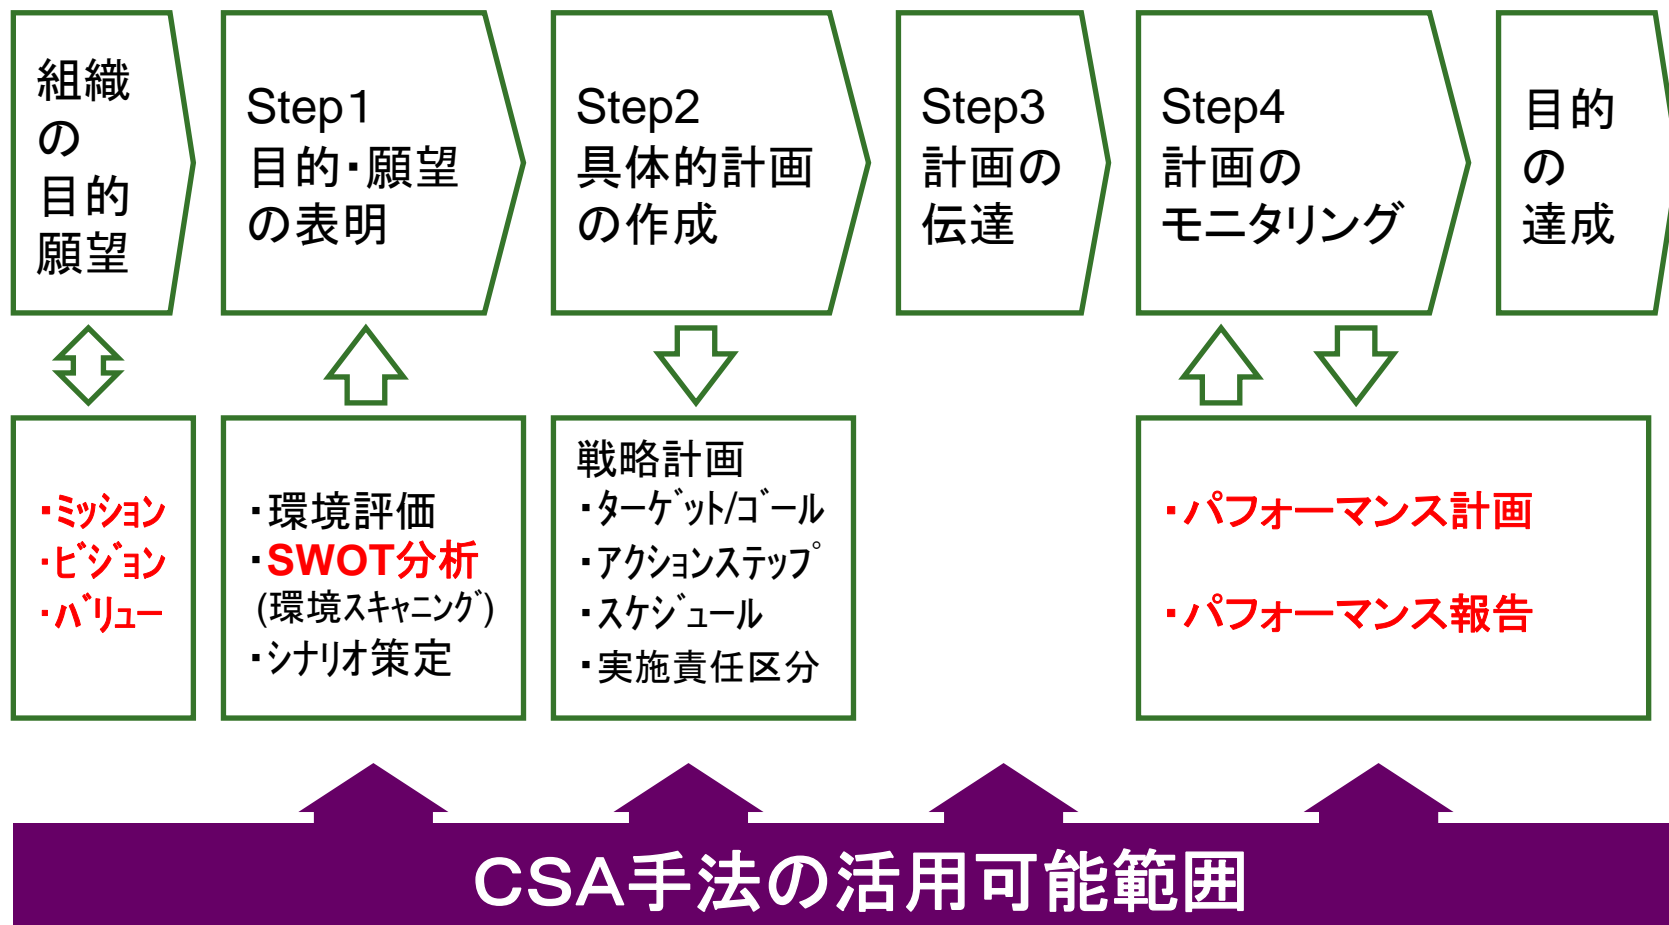 組織
の
目的
願望
Step1
目的・願望
の表明
Step2
具体的計画
の作成
Step3
計画の
伝達
Step4
計画の
モニタリング
目的
の
達成
・ミッション
・ビジョン
・バリュー
・環境評価
・SWOT分析
(環境スキャニング)
・シナリオ策定
戦略計画
・ターゲット/ゴール
・アクションステップ
・スケジュール
・実施責任区分
・パフォーマンス計画
・パフォーマンス報告
CSA手法の活用可能範囲